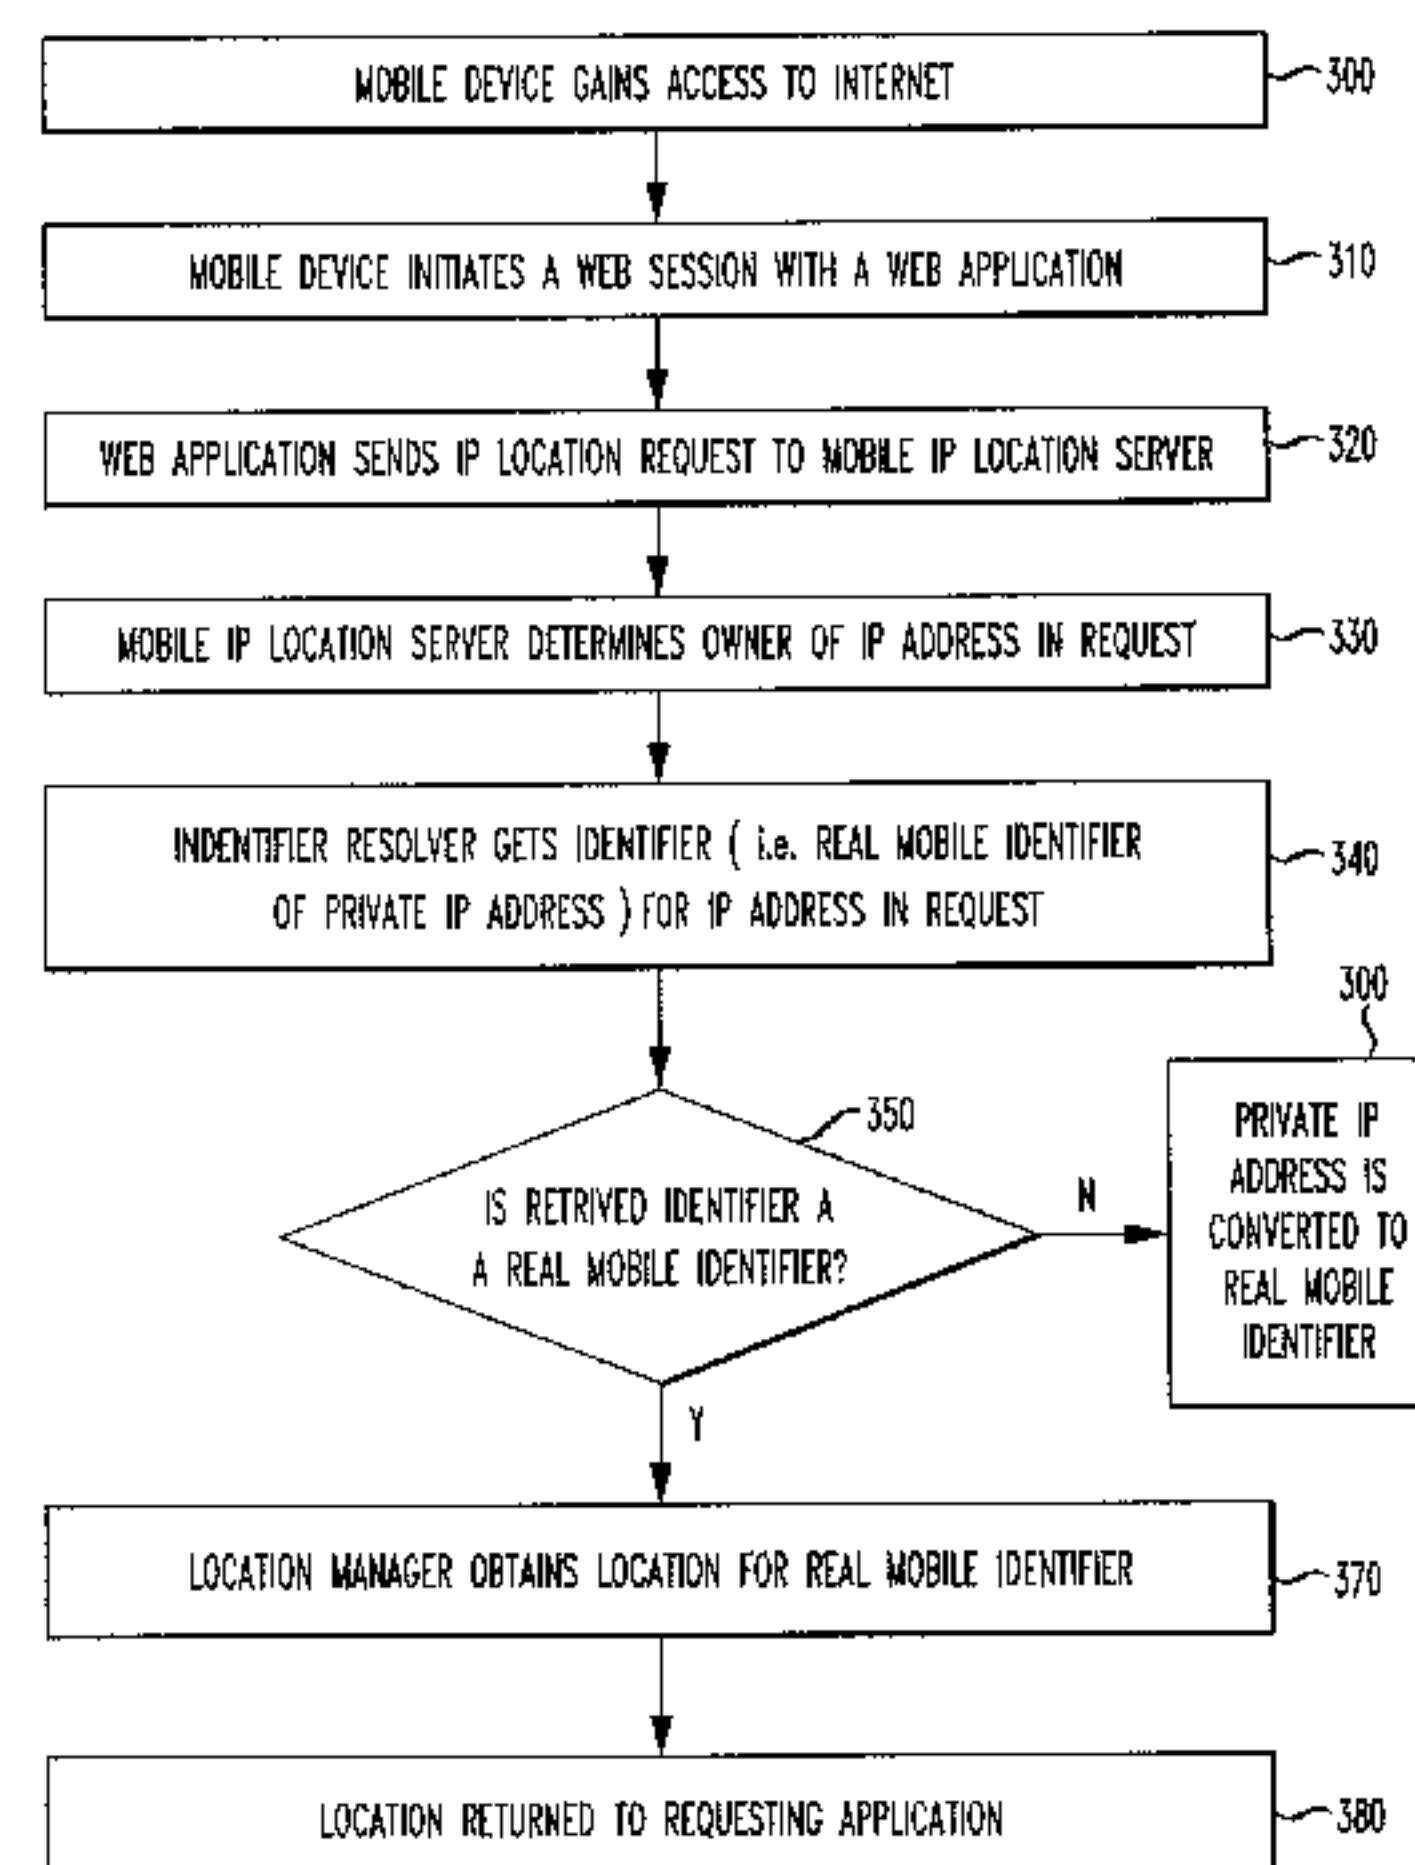 MOBILE DEVICE GAINS ACCESS TO INTERNET
300
MOBILE DEVICE INITIATES A WEB SESSION WITH A WEB APPLICATION
310
WEB APPLICATION SENDS IP LOCATION REQUEST TO MOBILE IP LOCATION SERVER
320
MOBILE IP LOCATION SERVER DETERMINES OWNER OF IP ADDRESS IN REQUEST
330
INDENTIFIER RESOLVER GETS IDENTIFIER ( i.e. REAL MOBILE IDENTIFIER
OF PRIVATE IP ADDRESS ) FOR IP ADDRESS IN REQUEST
340
350
IS RETRIVED IDENTIFIER A
A REAL MOBILE IDENTIFIER?
N
300
PRIVATE IP
ADDRESS IS
CONVERTED TO
REAL MOBILE
IDENTIFIER
Y
LOCATION MANAGER OBTAINS LOCATION FOR REAL MOBILE IDENTIFIER
370
LOCATION RETURNED TO REQUESTING APPLICATION
380